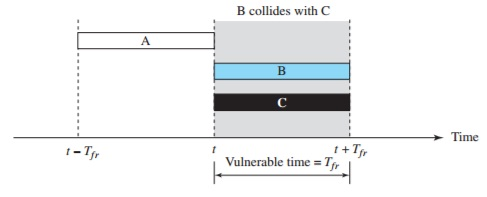 B collides with C
A
B
C
Time
t – T_fr
t
t + T_fr
Vulnerable time = T_fr